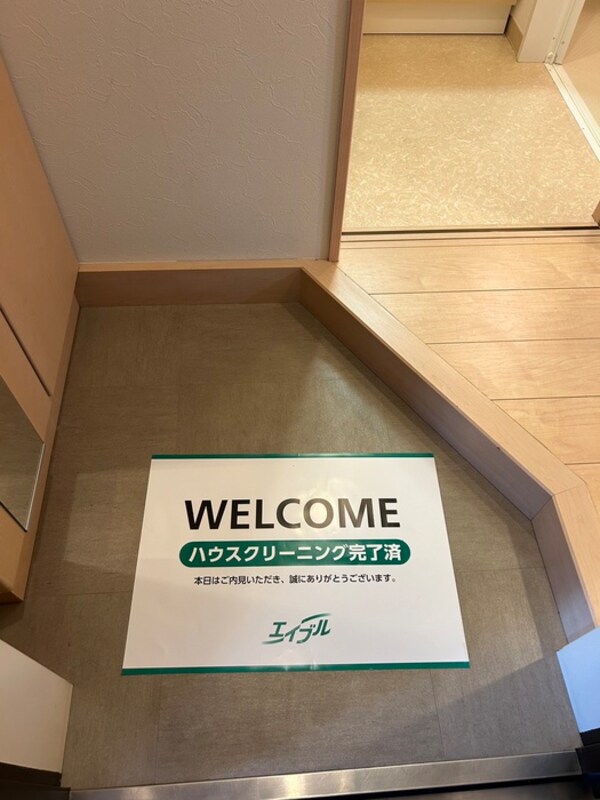 WELCOME
ハウスクリーニング完了済
本日はご内見いただき、誠にありがとうございます。
エイブル